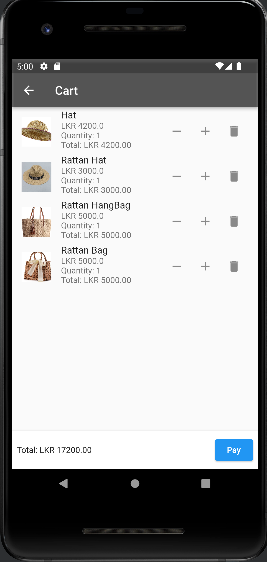 5:00
Cart
Hat
LKR 4200.0
Quantity: 1
Total: LKR 4200.00
Rattan Hat
LKR 3000.0
Quantity: 1
Total: LKR 3000.00
Rattan HangBag
LKR 5000.0
Quantity: 1
Total: LKR 5000.00
Rattan Bag
LKR 5000.0
Quantity: 1
Total: LKR 5000.00
Total: LKR 17200.00
Pay